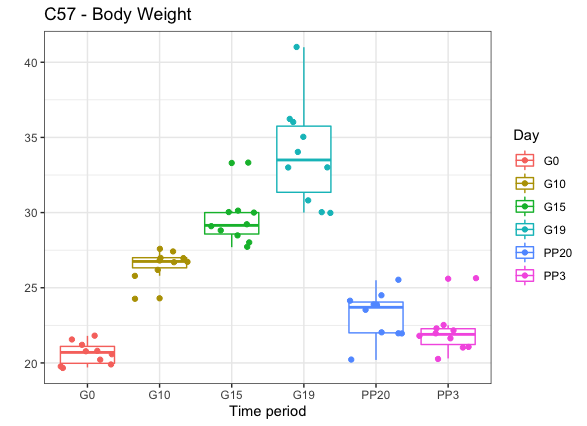 C57 - Body Weight
40
35
30
25
20
G0 G10 G15 G19 PP20 PP3
Time period
Day
G0
G10
G15
G19
PP20
PP3